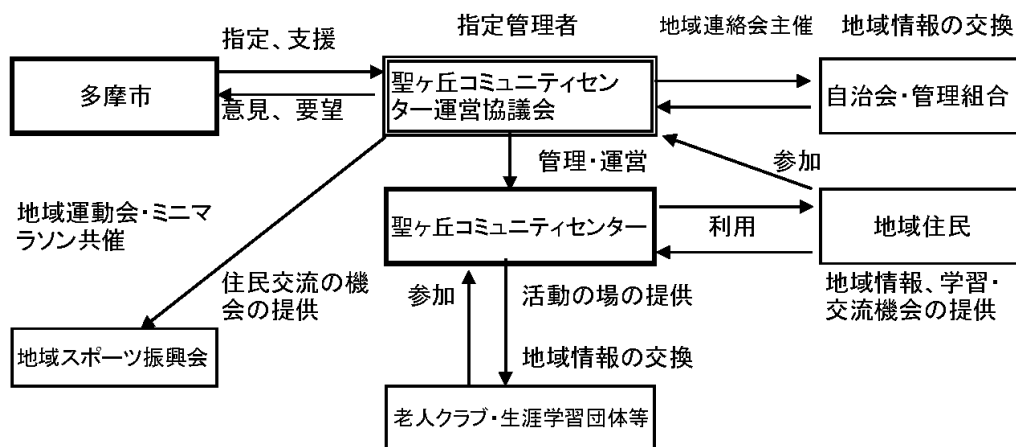 指定管理者
地域連絡会主催
地域情報の交換
指定、支援
多摩市
意見、要望
聖ヶ丘コミュニティセン
ター運営協議会
自治会・管理組合
管理・運営
参加
地域運動会・ミニマ
ラソン共催
聖ヶ丘コミュニティセンター
利用
地域住民
住民交流の機
会の提供
参加
活動の場の提供
地域情報、学習・
交流機会の提供
地域スポーツ振興会
地域情報の交換
老人クラブ・生涯学習団体等